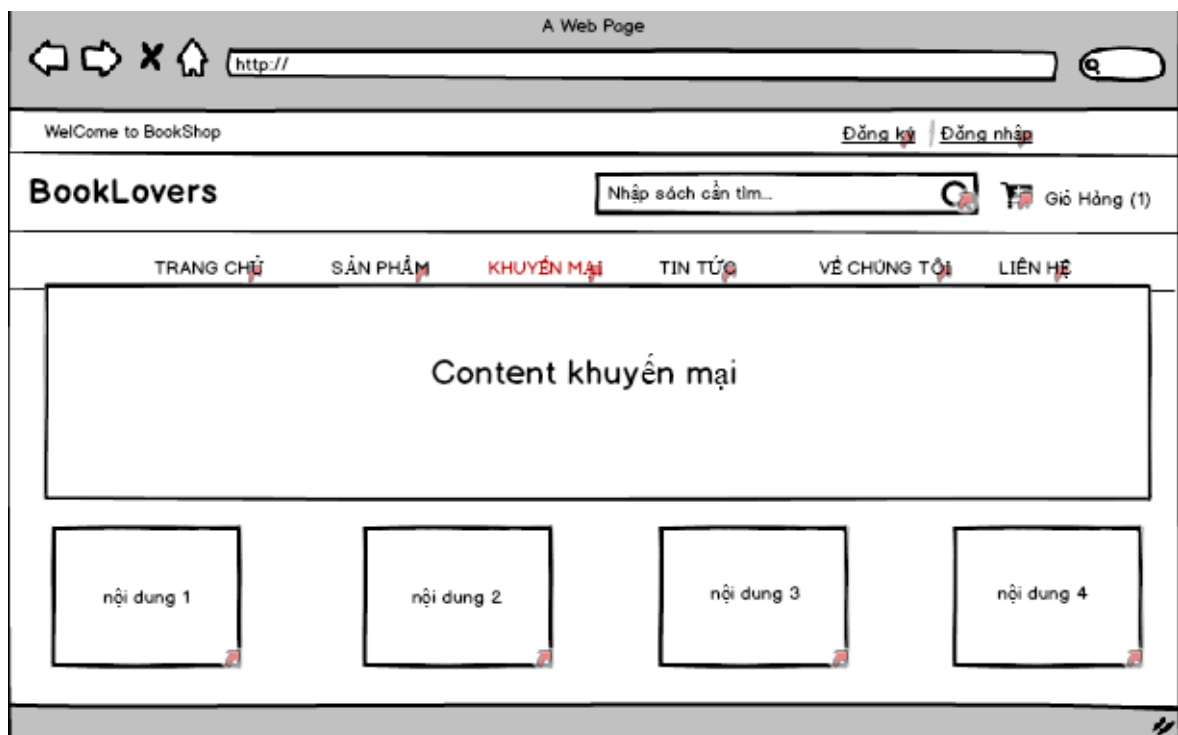 A Web Page
http://
WelCome to BookShop
Đăng ký
Đăng nhập
BookLovers
Nhập sách cần tìm...
Giỏ Hàng (1)
TRANG CHỦ
SẢN PHẨM
KHUYẾN MẠI
TIN TỨC
VỀ CHÚNG TÔI
LIÊN HỆ
Content khuyến mại
nội dung 1
nội dung 2
nội dung 3
nội dung 4